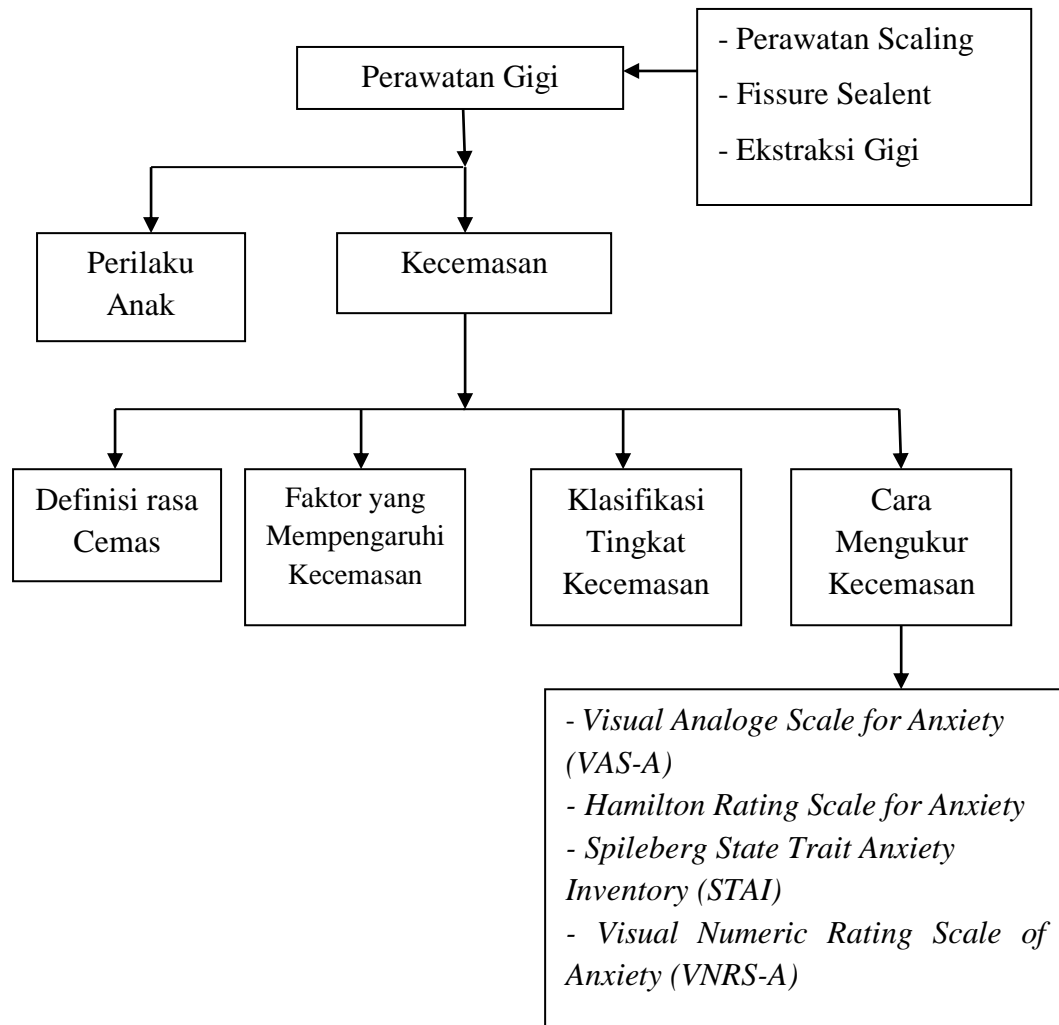 Perawatan Gigi
- Perawatan Scaling
- Fissure Sealent
- Ekstraksi Gigi
Perilaku
Anak
Kecemasan
Definisi rasa
Cemas
Faktor yang
Mempengaruhi
Kecemasan
Klasifikasi
Tingkat
Kecemasan
Cara
Mengukur
Kecemasan
- Visual Analoge Scale for Anxiety
(VAS-A)
- Hamilton Rating Scale for Anxiety
- Spileberg State Trait Anxiety
Inventory (STAI)
- Visual Numeric Rating Scale of
Anxiety (VNRS-A)